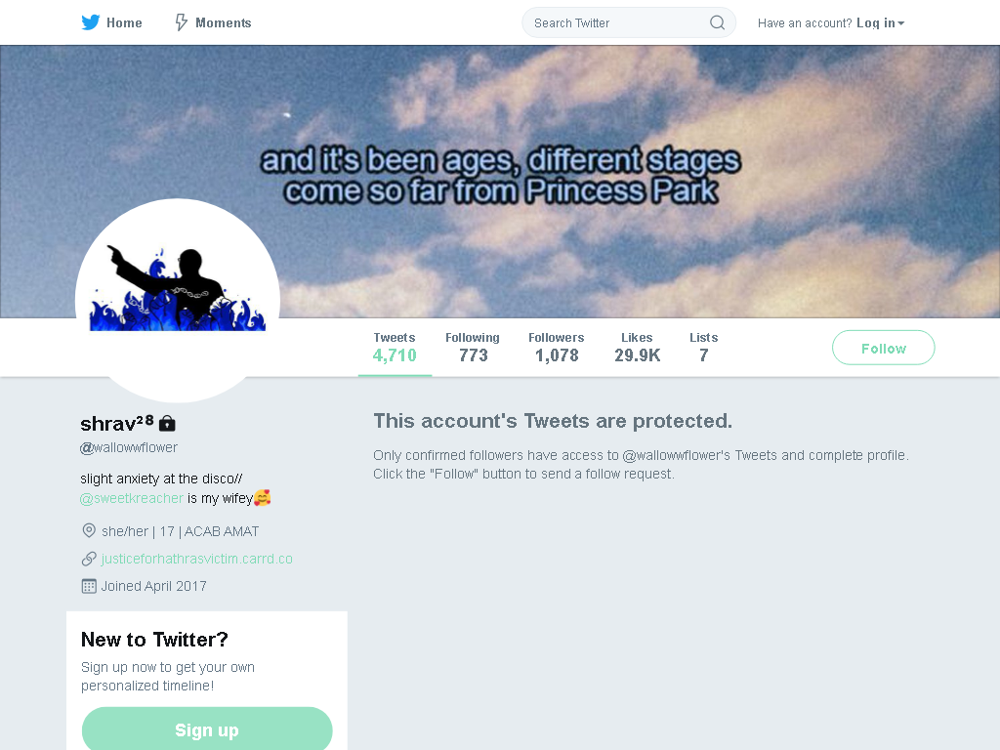 Home
Moments
Search Twitter
Have an account? Log in
and it's been ages, different stages
come so far from Princess Park
Tweets
4,710
Following
773
Followers
1,078
Likes
29.9K
Lists
7
Follow
shrav²⁸
@wallowwflower
slight anxiety at the disco//
@sweetkreacher is my wifey🥰
she/her | 17 | ACAB AMAT
justiceforhathrasvictim.carrd.co
Joined April 2017
This account's Tweets are protected.
Only confirmed followers have access to @wallowwflower's Tweets and complete profile.
Click the "Follow" button to send a follow request.
New to Twitter?
Sign up now to get your own
personalized timeline!
Sign up